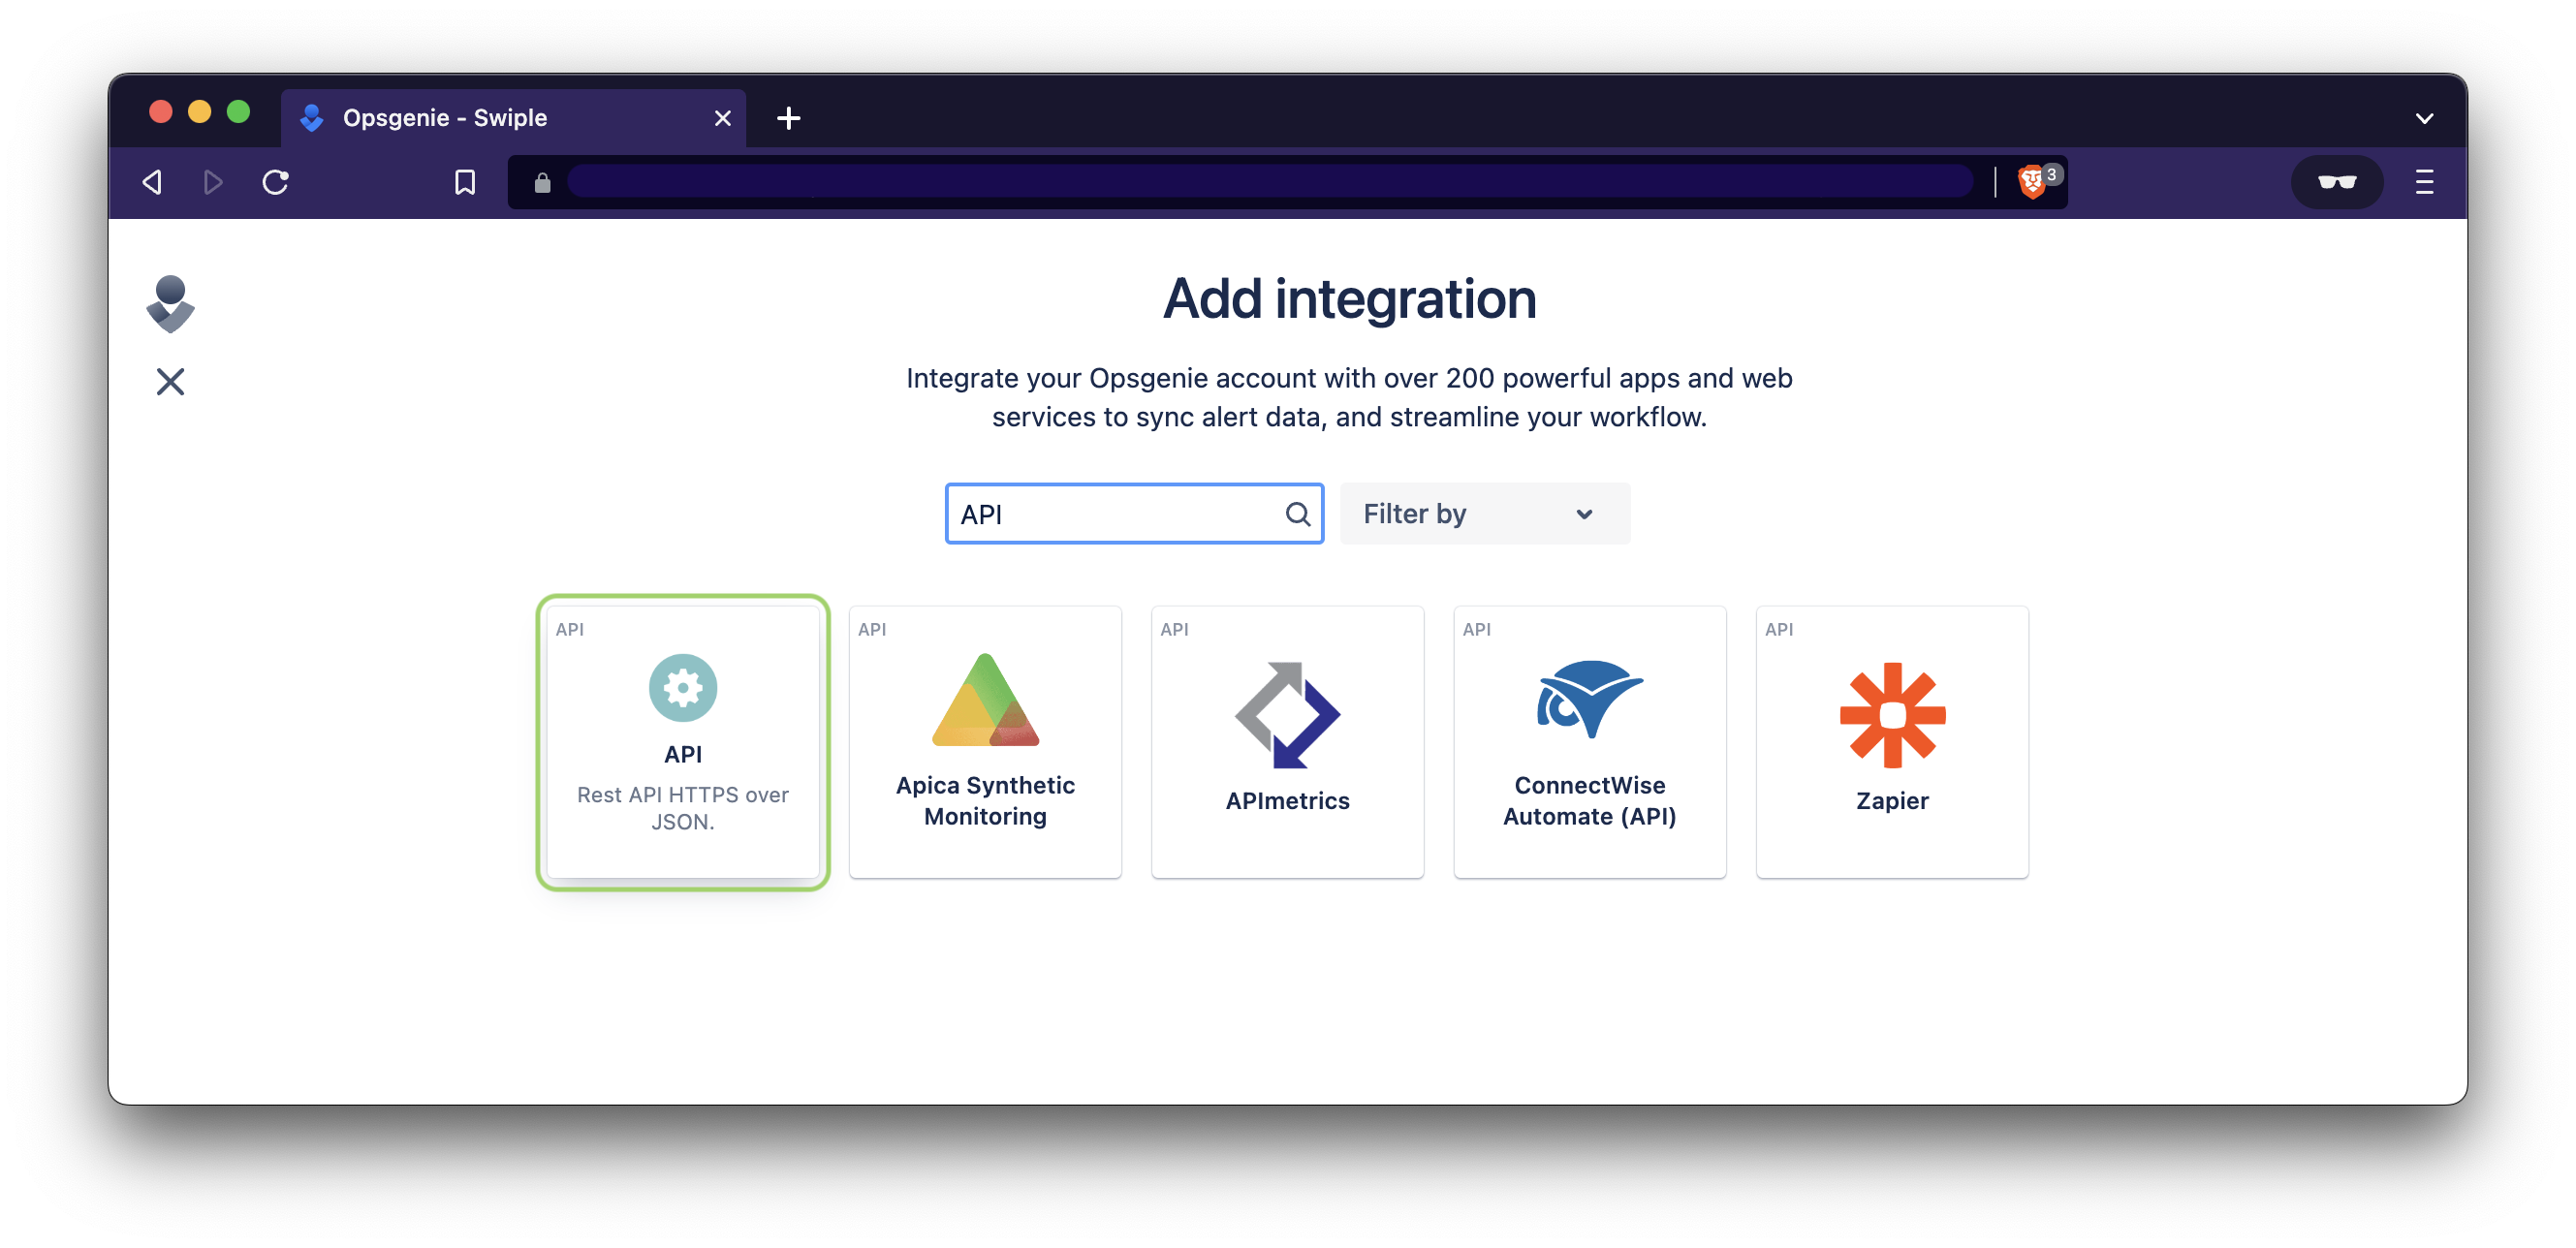 Opsgenie - Swiple
3
Add integration
Integrate your Opsgenie account with over 200 powerful apps and web
services to sync alert data, and streamline your workflow.
API
Filter by
API
API
Rest API HTTPS over
JSON.
API
Apica Synthetic
Monitoring
API
APImetrics
API
ConnectWise
Automate (API)
API
Zapier